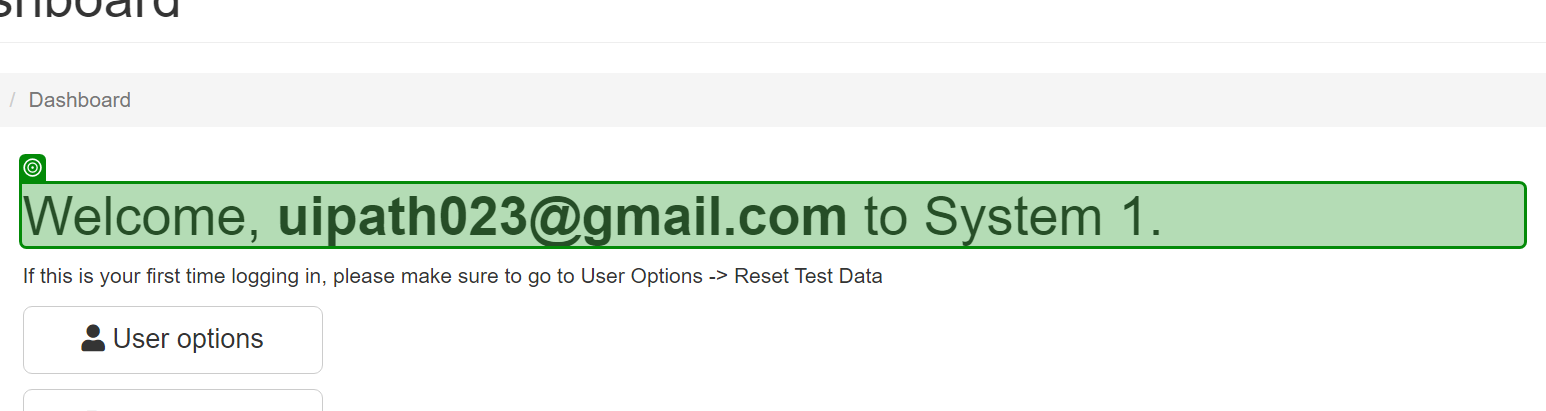 shboard
/ Dashboard
Welcome, uipath023@gmail.com to System 1.
If this is your first time logging in, please make sure to go to User Options -> Reset Test Data
User options